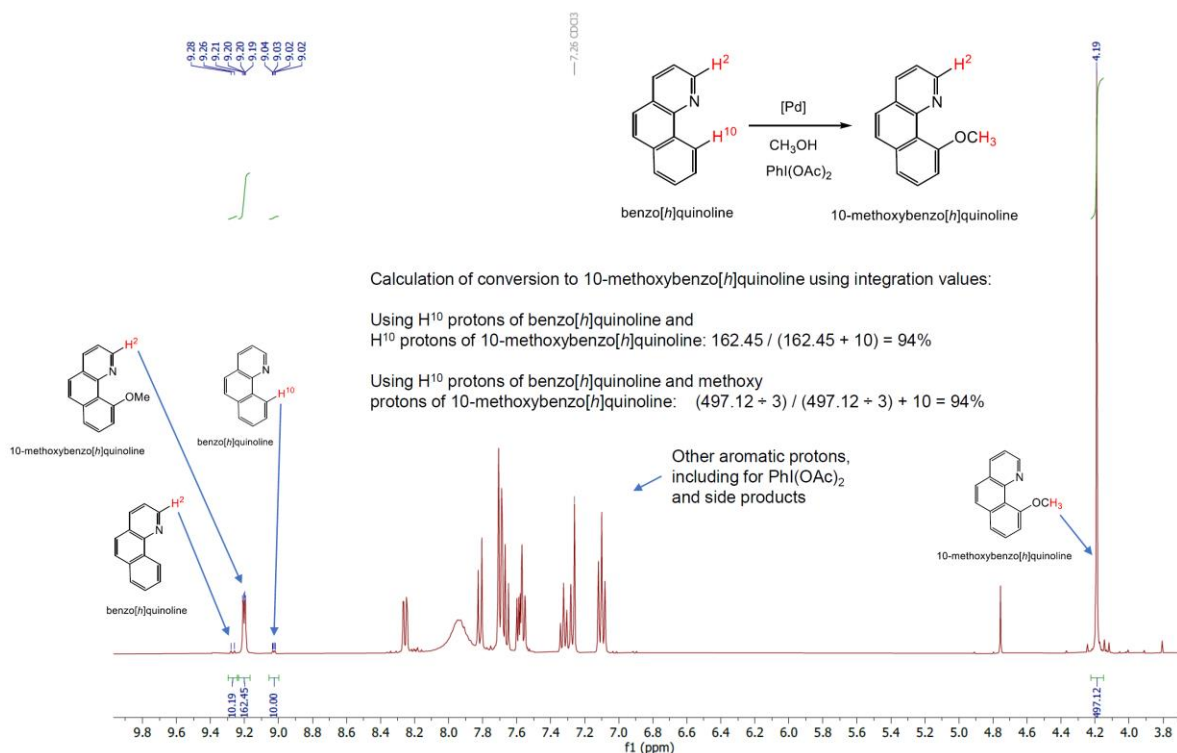 9.28
9.26
9.21
9.20
9.20
9.19
9.04
9.03
9.02
9.02
7.26 CDCl3
4.19
H2
N
H10
benzo[h]quinoline
[Pd]
CH3OH
PhI(OAc)2
H2
N
OCH3
10-methoxybenzo[h]quinoline
Calculation of conversion to 10-methoxybenzo[h]quinoline using integration values:
Using H10 protons of benzo[h]quinoline and
H10 protons of 10-methoxybenzo[h]quinoline: 162.45 / (162.45 + 10) = 94%
Using H10 protons of benzo[h]quinoline and methoxy
protons of 10-methoxybenzo[h]quinoline: (497.12 ÷ 3) / (497.12 ÷ 3) + 10 = 94%
H2
N
OMe
10-methoxybenzo[h]quinoline
N
H10
benzo[h]quinoline
H2
N
benzo[h]quinoline
Other aromatic protons,
including for PhI(OAc)2
and side products
N
OCH3
10-methoxybenzo[h]quinoline
10.19
162.45
10.00
497.12
9.8 9.6 9.4 9.2 9.0 8.8 8.6 8.4 8.2 8.0 7.8 7.6 7.4 7.2 7.0 6.8 6.6 6.4 6.2 6.0 5.8 5.6 5.4 5.2 5.0 4.8 4.6 4.4 4.2 4.0 3.8
f1 (ppm)